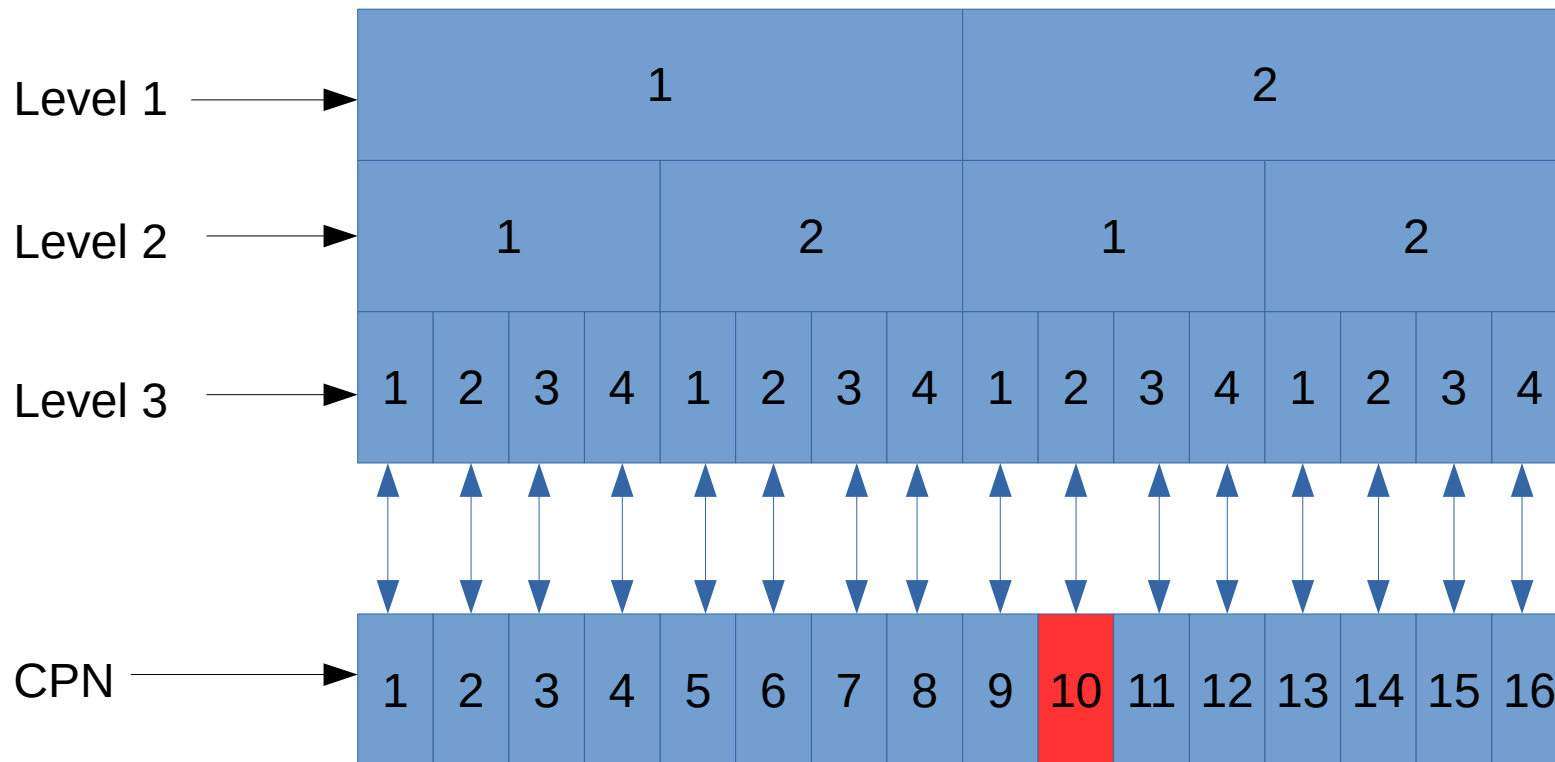 Level 1 1 2
Level 2 1 2 1 2
Level 3 1 2 3 4 1 2 3 4 1 2 3 4 1 2 3 4
CPN 1 2 3 4 5 6 7 8 9 10 11 12 13 14 15 16